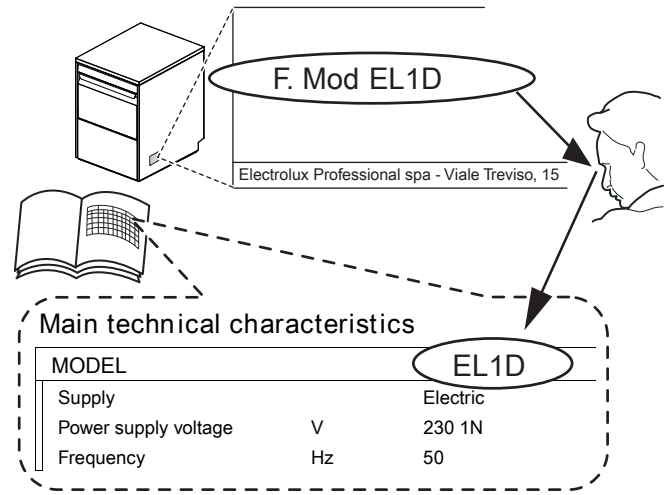 F. Mod EL1D
Electrolux Professional spa - Viale Treviso, 15
Main technical characteristics
MODEL EL1D
Supply Electric
Power supply voltage V 230 1N
Frequency Hz 50